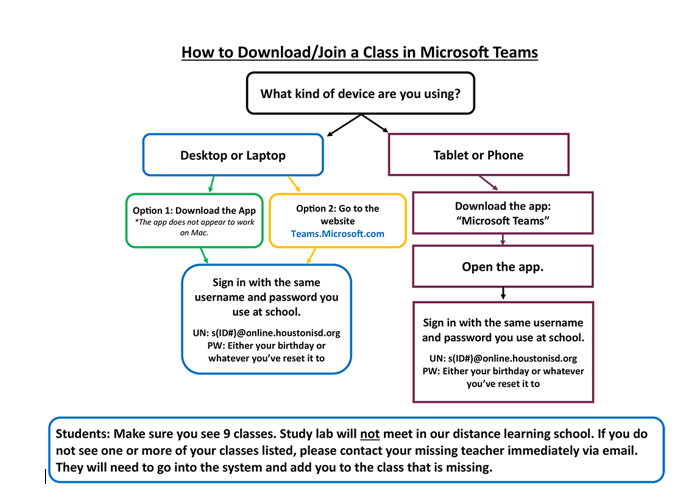 How to Download/Join a Class in Microsoft Teams
What kind of device are you using?
Desktop or Laptop
Tablet or Phone
Option 1: Download the App
*The app does not appear to work
on Mac.
Option 2: Go to the
website
Teams.Microsoft.com
Download the app:
“Microsoft Teams”
Open the app.
Sign in with the same
username and password you
use at school.
UN: s(ID#)@online.houstonisd.org
PW: Either your birthday or
whatever you’ve reset it to
Sign in with the same username
and password you use at school.
UN: s(ID#)@online.houstonisd.org
PW: Either your birthday or whatever
you’ve reset it to
Students: Make sure you see 9 classes. Study lab will not meet in our distance learning school. If you do
not see one or more of your classes listed, please contact your missing teacher immediately via email.
They will need to go into the system and add you to the class that is missing.